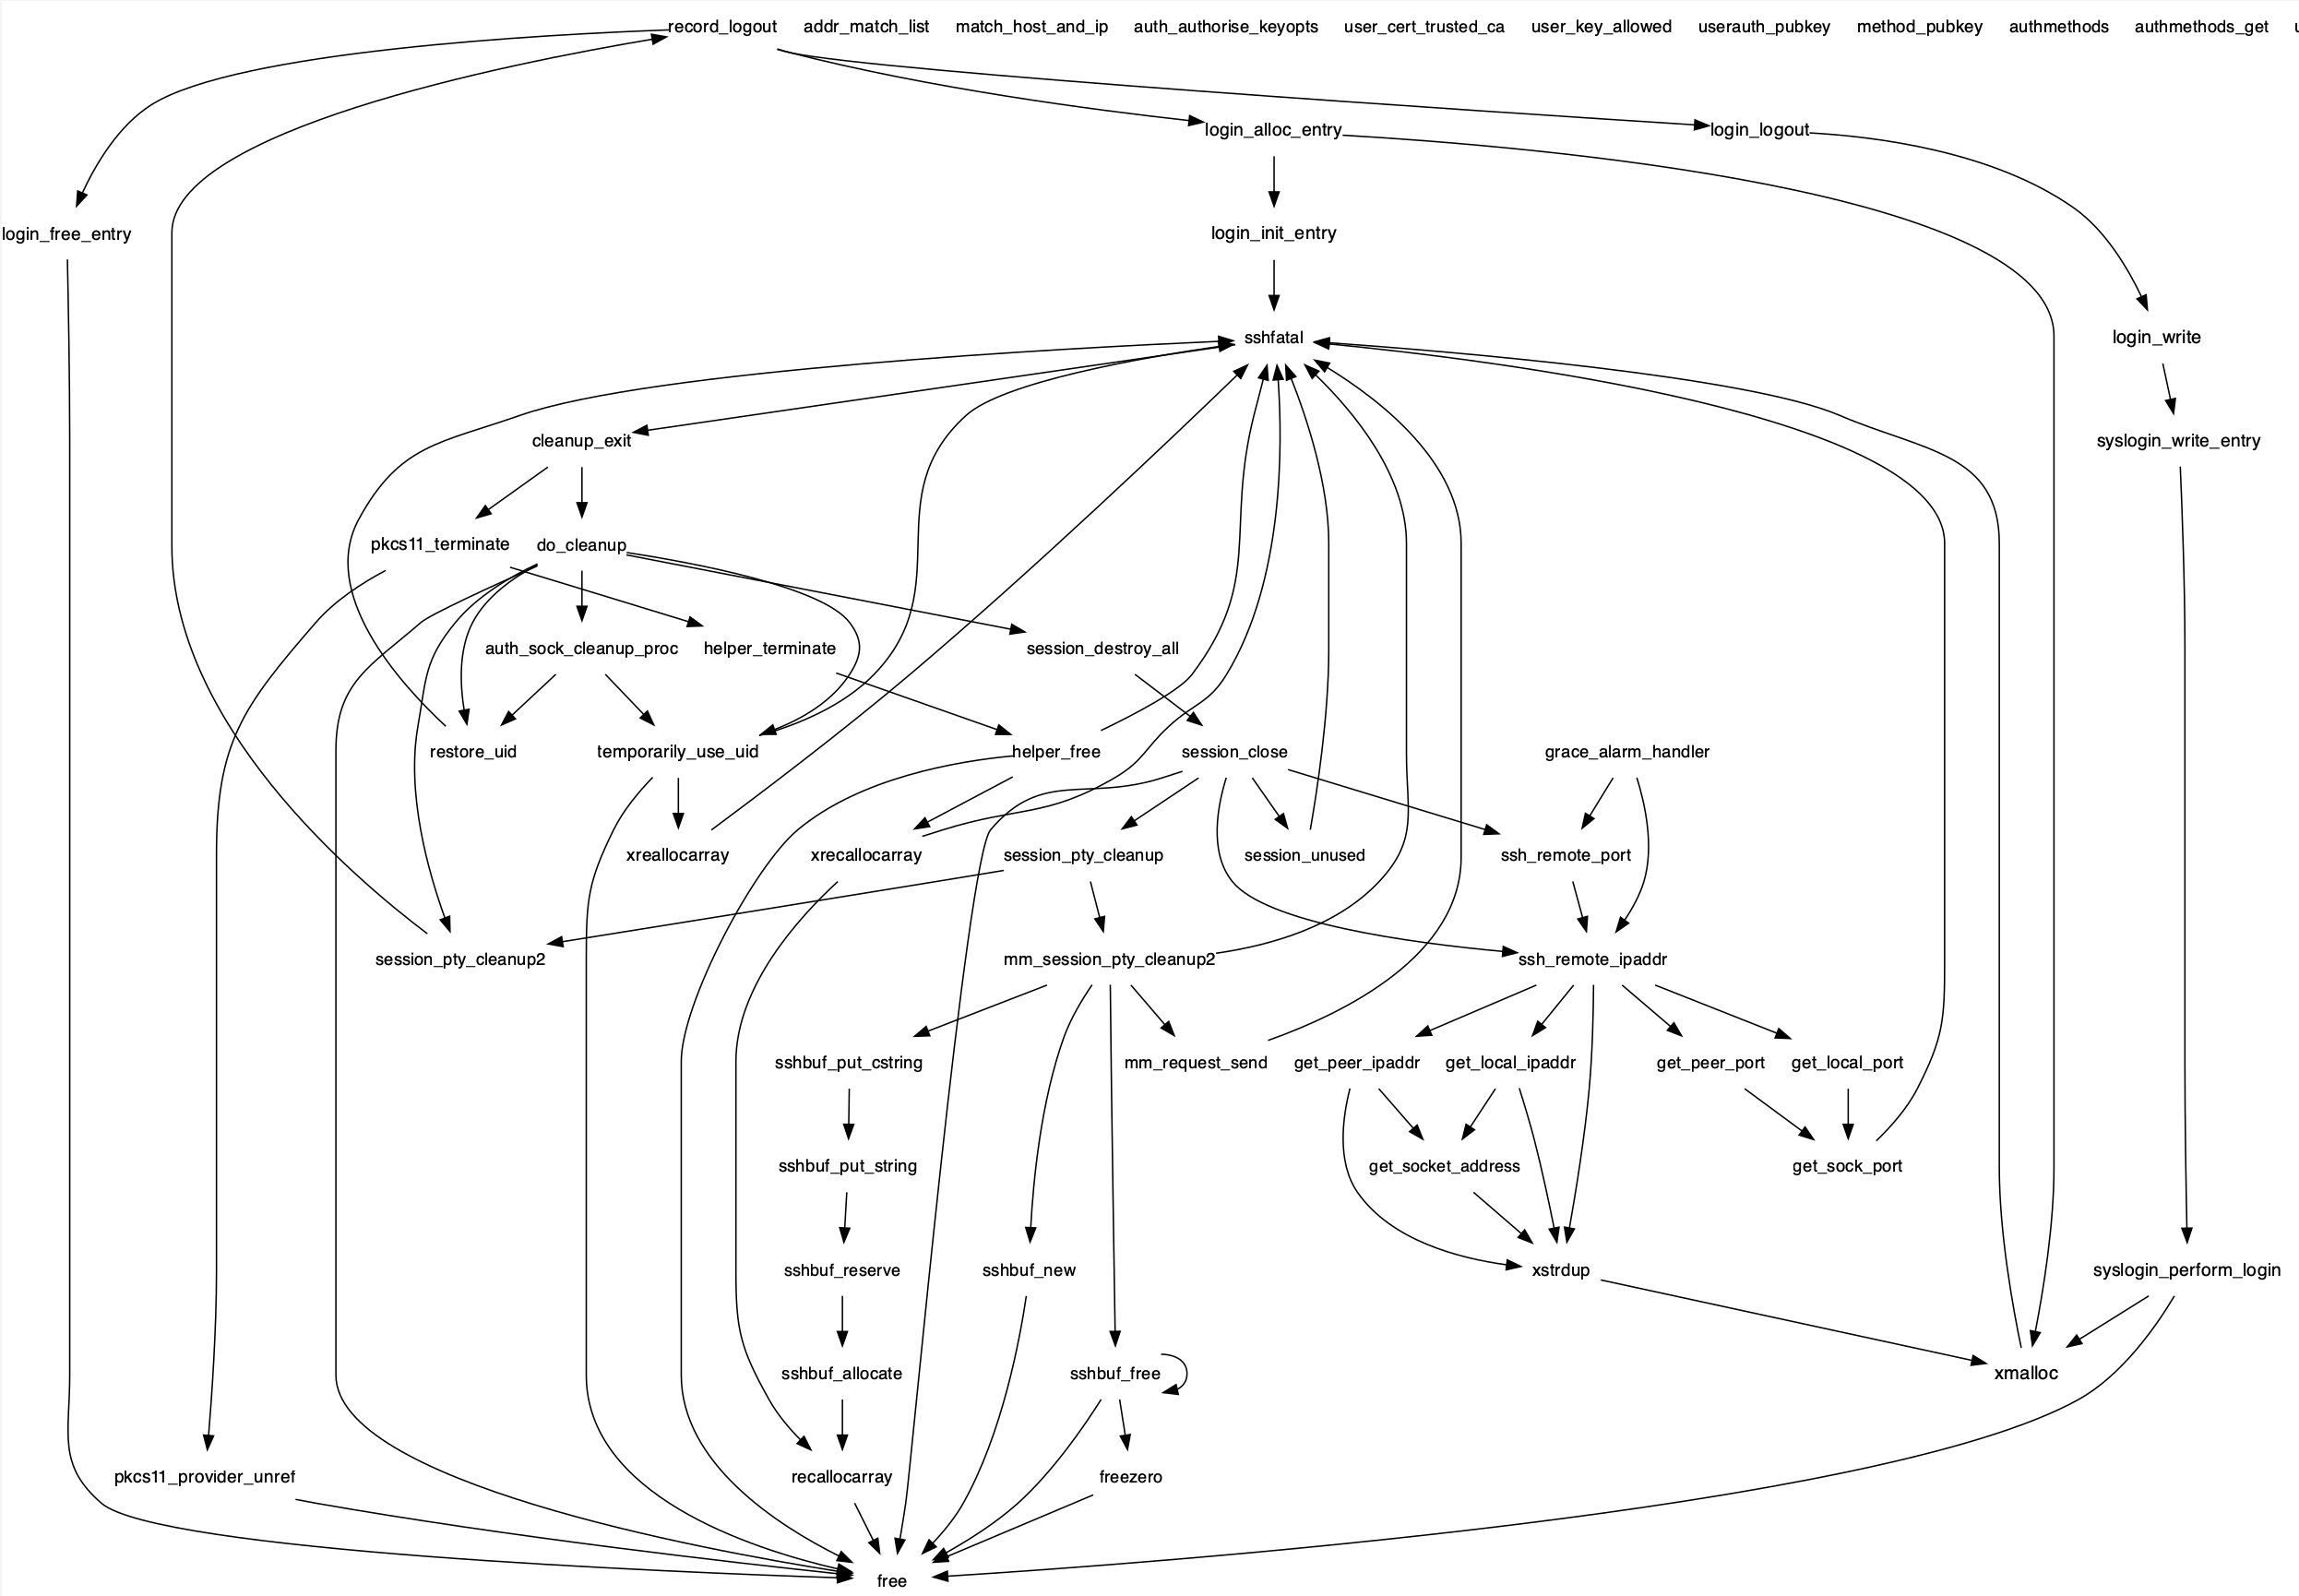 record_logout addr_match_list match_host_and_ip auth_authorise_keyopts user_cert_trusted_ca user_key_allowed userauth_pubkey method_pubkey authmethods authmethods_get
login_alloc_entry login_logout
login_free_entry login_init_entry
sshfatal login_write
cleanup_exit syslogin_write_entry
pkcs11_terminate do_cleanup
auth_sock_cleanup_proc helper_terminate session_destroy_all
restore_uid temporarily_use_uid helper_free session_close grace_alarm_handler
xreallocarray xrecallocarray session_pty_cleanup session_unused ssh_remote_port
session_pty_cleanup2 mm_session_pty_cleanup2 ssh_remote_ipaddr
sshbuf_put_cstring mm_request_send get_peer_ipaddr get_local_ipaddr get_peer_port get_local_port
sshbuf_put_string get_socket_address get_sock_port
sshbuf_reserve sshbuf_new xstrdup syslogin_perform_login
sshbuf_allocate sshbuf_free xmalloc
pkcs11_provider_unref recallocarray freezero
free